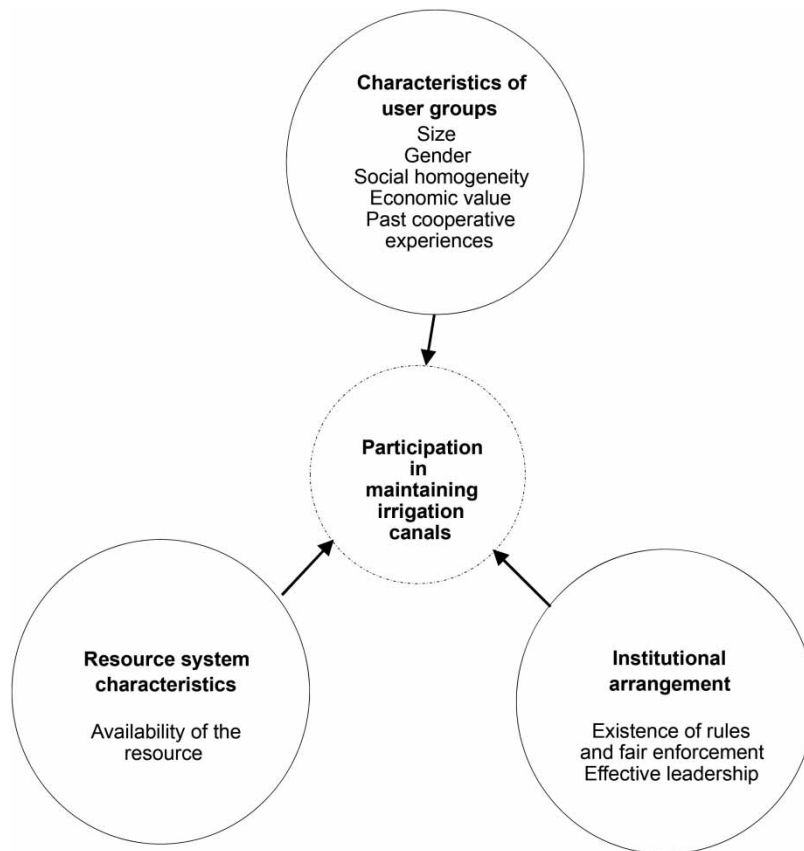 Characteristics of
user groups
Size
Gender
Social homogeneity
Economic value
Past cooperative
experiences
Participation
in
maintaining
irrigation
canals
Resource system
characteristics
Availability of the
resource
Institutional
arrangement
Existence of rules
and fair enforcement
Effective leadership